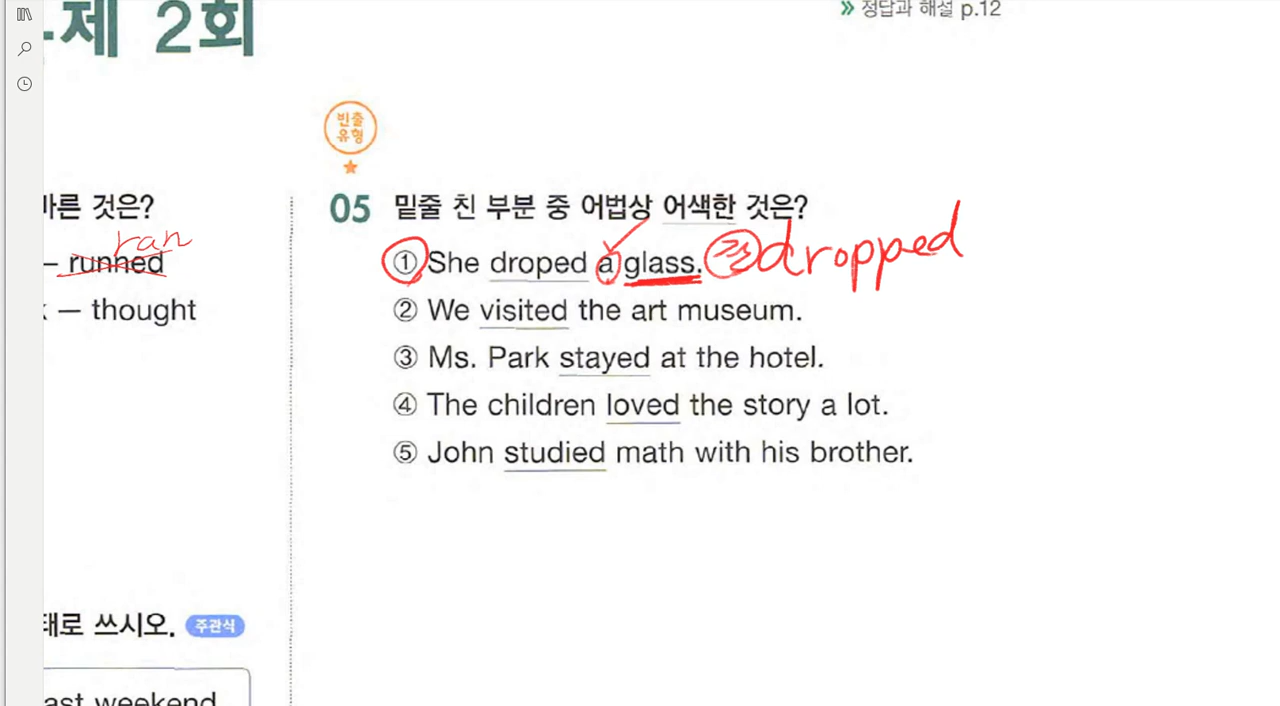 제 2회
정답과 해설 p.12
빈출
유형
바른 것은?
ran
— runned
— thought
태로 쓰시오. 주관식
ast weekend
05 밑줄 친 부분 중 어법상 어색한 것은?
① She droped a glass. 잔 dropped
② We visited the art museum.
③ Ms. Park stayed at the hotel.
④ The children loved the story a lot.
⑤ John studied math with his brother.